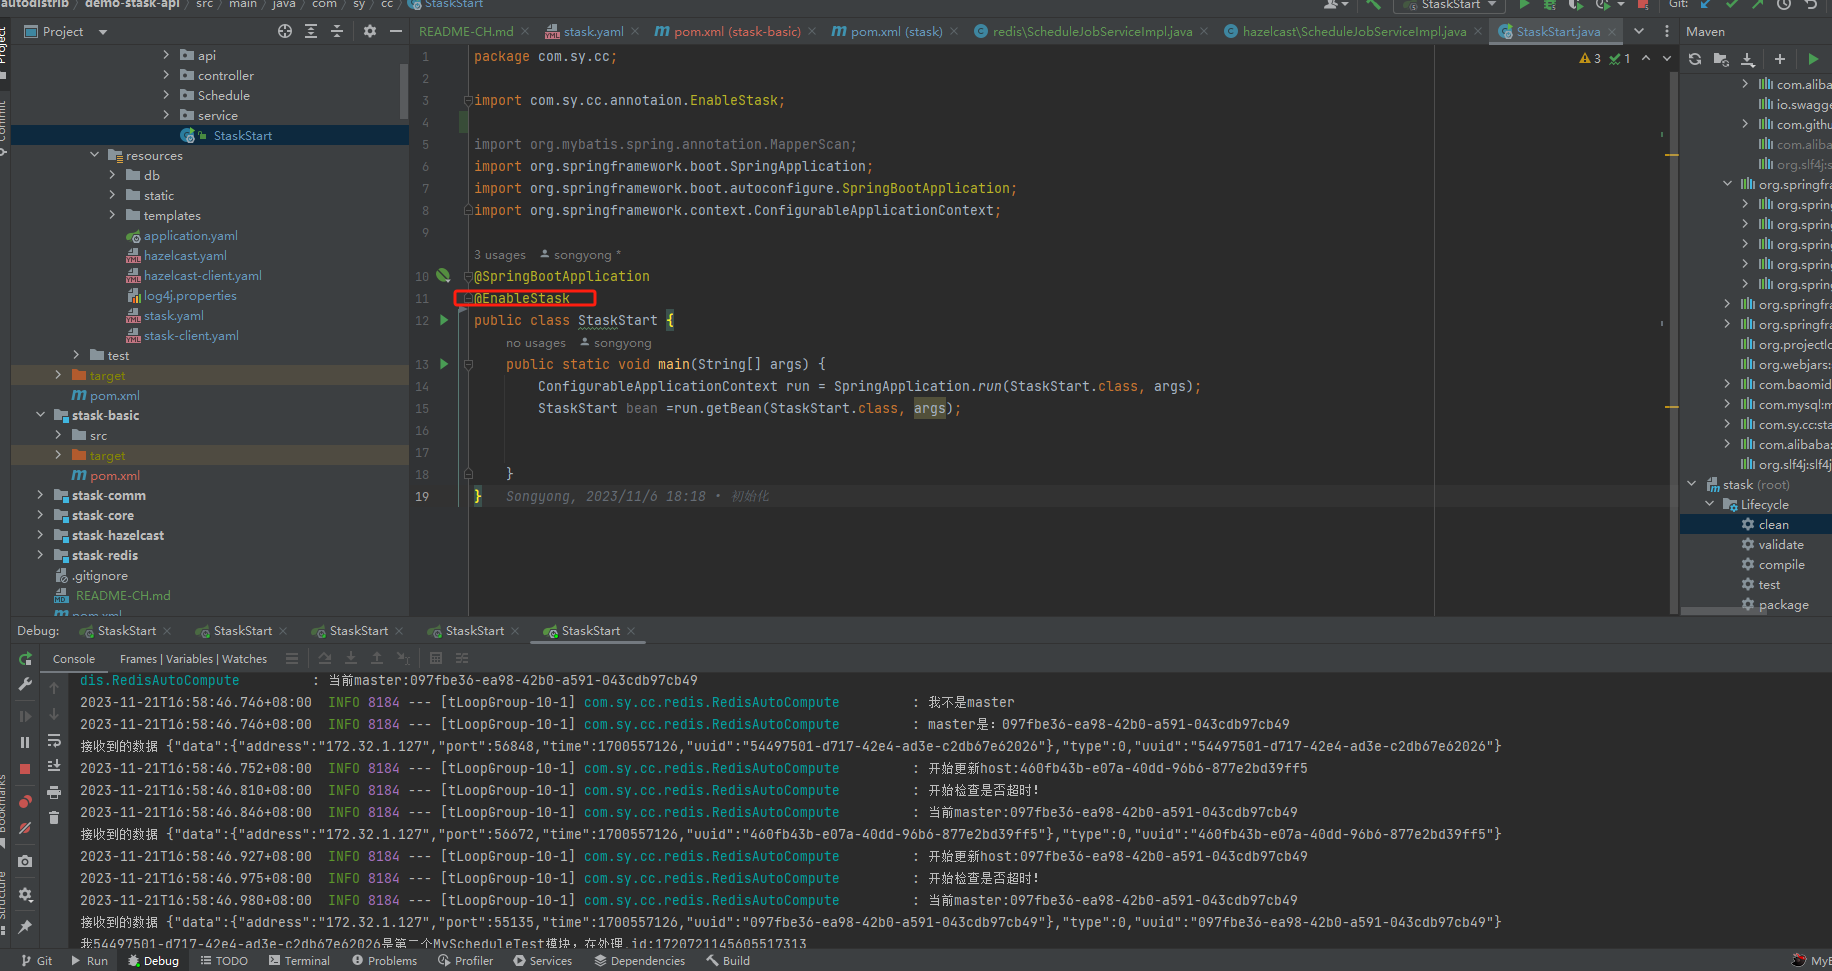 autodistrib › demo-stask-api › src › main › java › com › sy › cc › StaskStart
StaskStart
Git:
Project
README-CH.md
stask.yaml
pom.xml (stask-basic)
pom.xml (stask)
redis\ScheduleJobServiceImpl.java
hazelcast\ScheduleJobServiceImpl.java
StaskStart.java
Maven
Project
Commit
Bookmarks
Structure
api
controller
Schedule
service
StaskStart
resources
db
static
templates
application.yaml
hazelcast.yaml
hazelcast-client.yaml
log4j.properties
stask.yaml
stask-client.yaml
test
target
pom.xml
stask-basic
src
target
pom.xml
stask-comm
stask-core
stask-hazelcast
stask-redis
.gitignore
README-CH.md
pom.xml
3 1
1 package com.sy.cc;
2
3 import com.sy.cc.annotaion.EnableStask;
4
5 import org.mybatis.spring.annotation.MapperScan;
6 import org.springframework.boot.SpringApplication;
7 import org.springframework.boot.autoconfigure.SpringBootApplication;
8 import org.springframework.context.ConfigurableApplicationContext;
9
3 usages songyong *
10 @SpringBootApplication
11 @EnableStask
12 public class StaskStart {
no usages songyong
13 public static void main(String[] args) {
14 ConfigurableApplicationContext run = SpringApplication.run(StaskStart.class, args);
15 StaskStart bean =run.getBean(StaskStart.class, args);
16
17
18 }
19 } Songyong, 2023/11/6 18:18 • 初始化
com.aliba
io.swagge
com.githu
com.aliba
org.slf4j:s
org.springfra
org.spring
org.spring
org.spring
org.spring
org.spring
org.springfra
org.springfra
org.projectlo
org.webjars:
com.baomid
com.mysql:m
com.sy.cc:sta
com.alibaba:
org.slf4j:slf4j
stask (root)
Lifecycle
clean
validate
compile
test
package
Debug: StaskStart StaskStart StaskStart StaskStart StaskStart
Console Frames | Variables | Watches
dis.RedisAutoCompute : 当前master:097fbe36-ea98-42b0-a591-043cdb97cb49
2023-11-21T16:58:46.746+08:00 INFO 8184 --- [tLoopGroup-10-1] com.sy.cc.redis.RedisAutoCompute : 我不是master
2023-11-21T16:58:46.746+08:00 INFO 8184 --- [tLoopGroup-10-1] com.sy.cc.redis.RedisAutoCompute : master是：097fbe36-ea98-42b0-a591-043cdb97cb49
接收到的数据 {"data":{"address":"172.32.1.127","port":56848,"time":1700557126,"uuid":"54497501-d717-42e4-ad3e-c2db67e62026"},"type":0,"uuid":"54497501-d717-42e4-ad3e-c2db67e62026"}
2023-11-21T16:58:46.752+08:00 INFO 8184 --- [tLoopGroup-10-1] com.sy.cc.redis.RedisAutoCompute : 开始更新host:460fb43b-e07a-40dd-96b6-877e2bd39ff5
2023-11-21T16:58:46.810+08:00 INFO 8184 --- [tLoopGroup-10-1] com.sy.cc.redis.RedisAutoCompute : 开始检查是否超时!
2023-11-21T16:58:46.846+08:00 INFO 8184 --- [tLoopGroup-10-1] com.sy.cc.redis.RedisAutoCompute : 当前master:097fbe36-ea98-42b0-a591-043cdb97cb49
接收到的数据 {"data":{"address":"172.32.1.127","port":56672,"time":1700557126,"uuid":"460fb43b-e07a-40dd-96b6-877e2bd39ff5"},"type":0,"uuid":"460fb43b-e07a-40dd-96b6-877e2bd39ff5"}
2023-11-21T16:58:46.927+08:00 INFO 8184 --- [tLoopGroup-10-1] com.sy.cc.redis.RedisAutoCompute : 开始更新host:097fbe36-ea98-42b0-a591-043cdb97cb49
2023-11-21T16:58:46.975+08:00 INFO 8184 --- [tLoopGroup-10-1] com.sy.cc.redis.RedisAutoCompute : 开始检查是否超时!
2023-11-21T16:58:46.980+08:00 INFO 8184 --- [tLoopGroup-10-1] com.sy.cc.redis.RedisAutoCompute : 当前master:097fbe36-ea98-42b0-a591-043cdb97cb49
接收到的数据 {"data":{"address":"172.32.1.127","port":55135,"time":1700557126,"uuid":"097fbe36-ea98-42b0-a591-043cdb97cb49"},"type":0,"uuid":"097fbe36-ea98-42b0-a591-043cdb97cb49"}
我54497501-d717-42e4-ad3e-c2db67e62026是第二个MyScheduleTest模块，在处理.id:1720721145605517313
Git Run Debug TODO Terminal Problems Profiler Services Dependencies Build